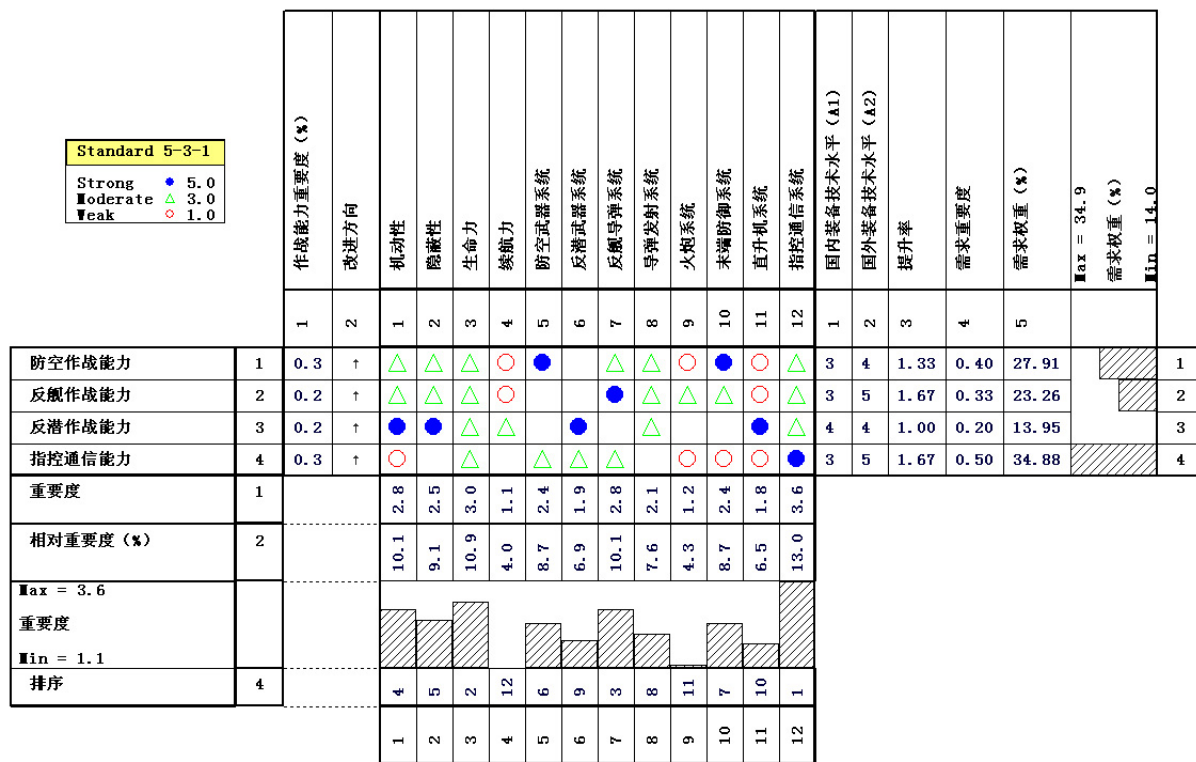 Standard 5-3-1
Strong ● 5.0
Moderate △ 3.0
Weak ○ 1.0
作战能力重要度（%）
改进方向
机动性
隐蔽性
生命力
续航力
防空武器系统
反潜武器系统
反舰导弹系统
导弹发射系统
火炮系统
末端防御系统
直升机系统
指控通信系统
国内装备技术水平（A1）
国外装备技术水平（A2）
提升率
需求重要度
需求权重（%）
Max = 34.9
需求权重（%）
Min = 14.0
1 2 1 2 3 4 5 6 7 8 9 10 11 12 1 2 3 4 5
防空作战能力 1 0.3 ↑ △ △ △ ○ ● △ △ ○ ● ○ △ 3 4 1.33 0.40 27.91 1
反舰作战能力 2 0.2 ↑ △ △ △ ○ ● △ △ △ ○ △ 3 5 1.67 0.33 23.26 2
反潜作战能力 3 0.2 ↑ ● ● △ △ ● △ ● △ 4 4 1.00 0.20 13.95 3
指控通信能力 4 0.3 ↑ ○ △ △ △ △ ○ ○ ○ ● 3 5 1.67 0.50 34.88 4
重要度 1 2.8 2.5 3.0 1.1 2.4 1.9 2.8 2.1 1.2 2.4 1.8 3.6
相对重要度（%） 2 10.1 9.1 10.9 4.0 8.7 6.9 10.1 7.6 4.3 8.7 6.5 13.0
Max = 3.6
重要度
Min = 1.1
排序 4 4 5 2 12 6 9 3 8 11 7 10 1
1 2 3 4 5 6 7 8 9 10 11 12